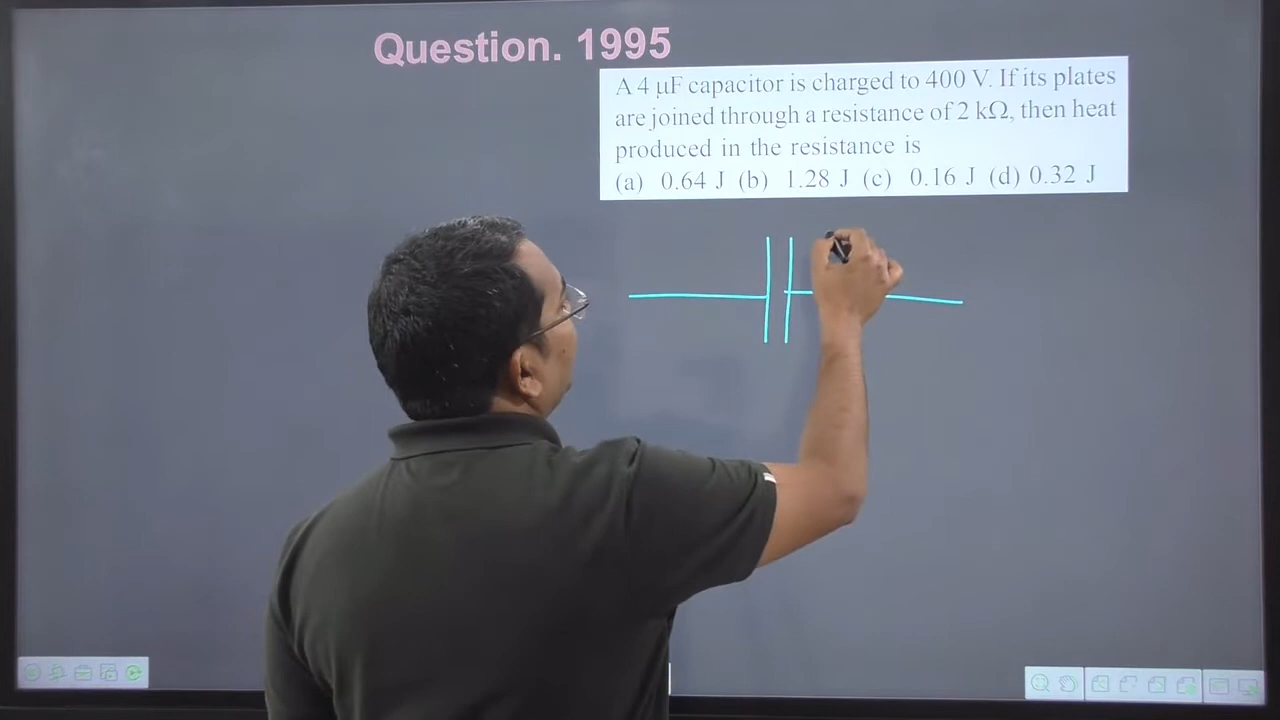 Question. 1995
A 4 μF capacitor is charged to 400 V. If its plates
are joined through a resistance of 2 kΩ, then heat
produced in the resistance is
(a) 0.64 J (b) 1.28 J (c) 0.16 J (d) 0.32 J